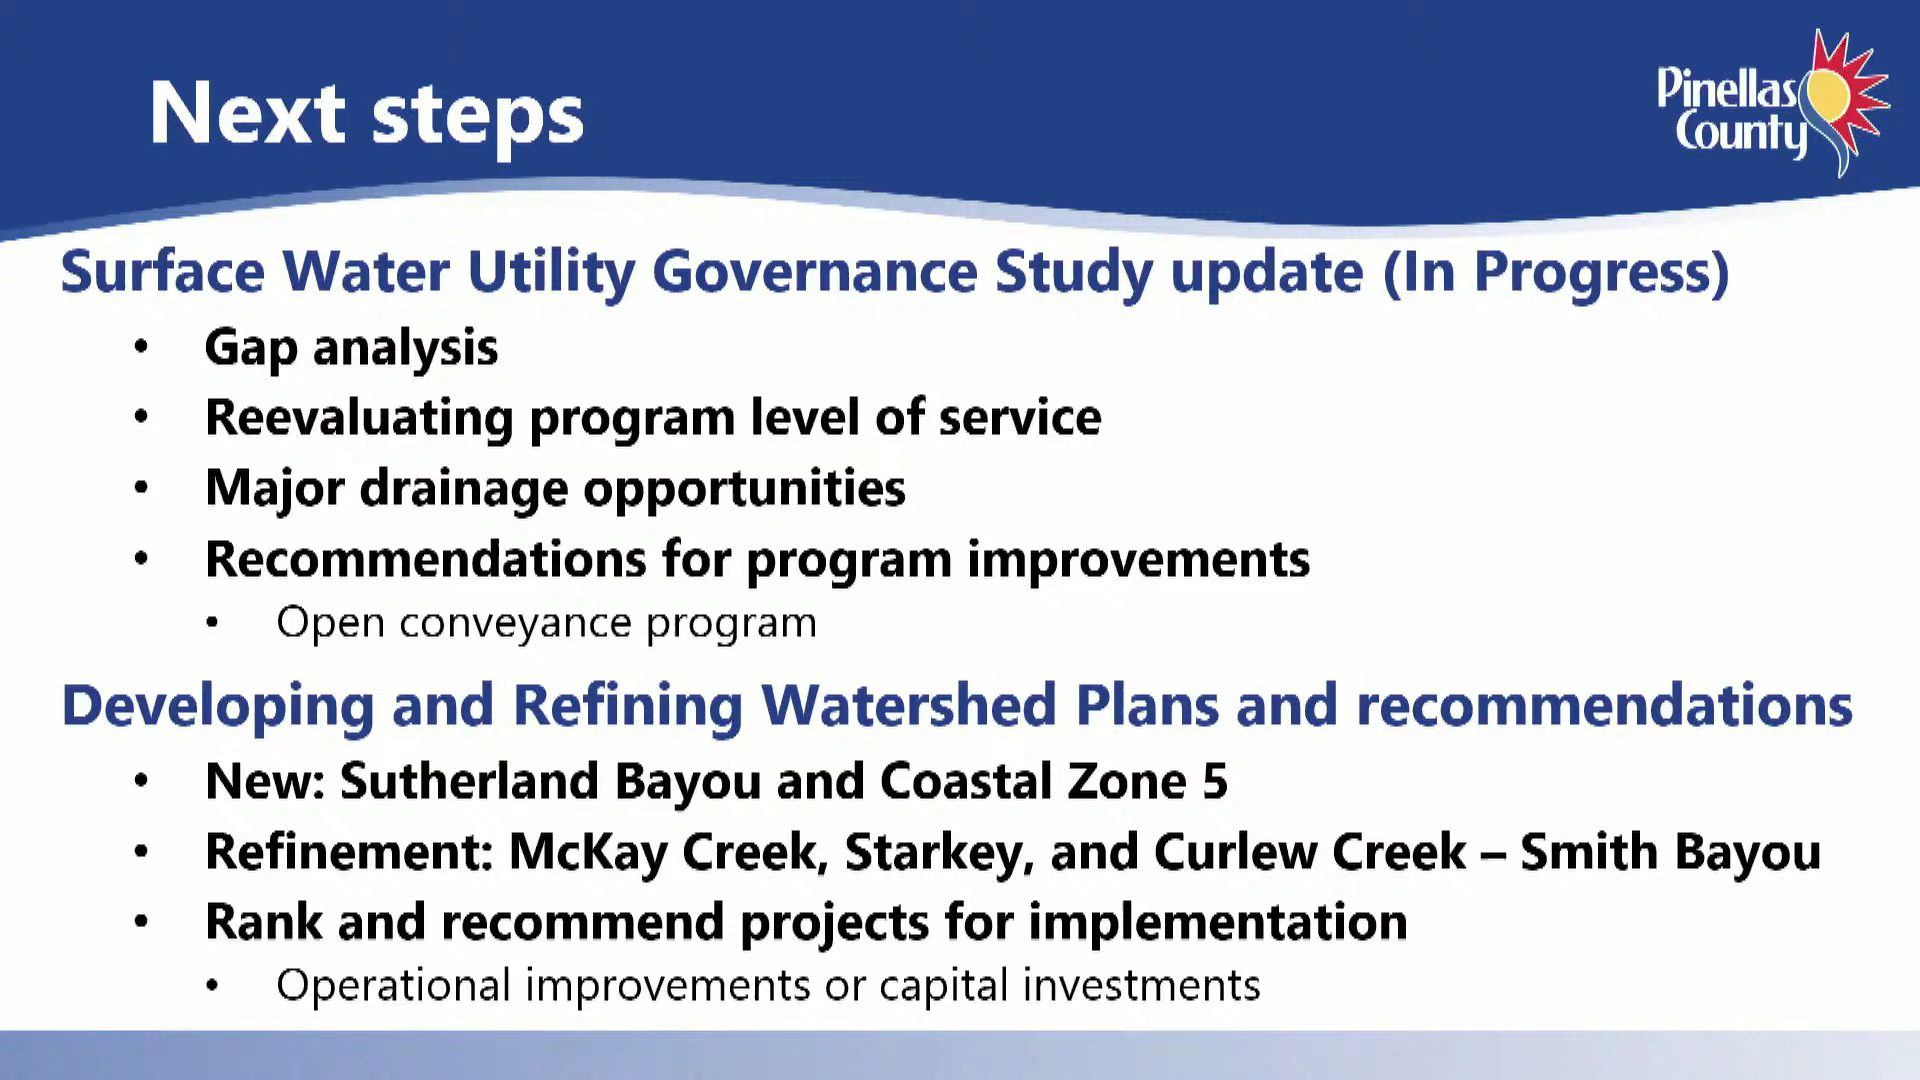 Next steps
Pinellas
County
Surface Water Utility Governance Study update (In Progress)
• Gap analysis
• Reevaluating program level of service
• Major drainage opportunities
• Recommendations for program improvements
• Open conveyance program
Developing and Refining Watershed Plans and recommendations
• New: Sutherland Bayou and Coastal Zone 5
• Refinement: McKay Creek, Starkey, and Curlew Creek – Smith Bayou
• Rank and recommend projects for implementation
• Operational improvements or capital investments